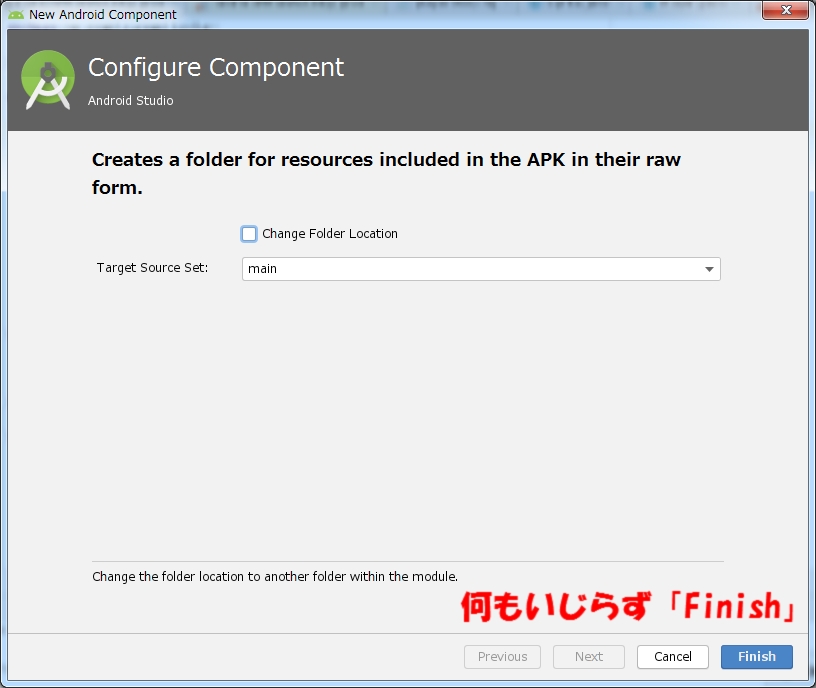 New Android Component
Configure Component
Android Studio
Creates a folder for resources included in the APK in their raw
form.
Change Folder Location
Target Source Set:
main
Change the folder location to another folder within the module.
何もいじらず「Finish」
Previous
Next
Cancel
Finish